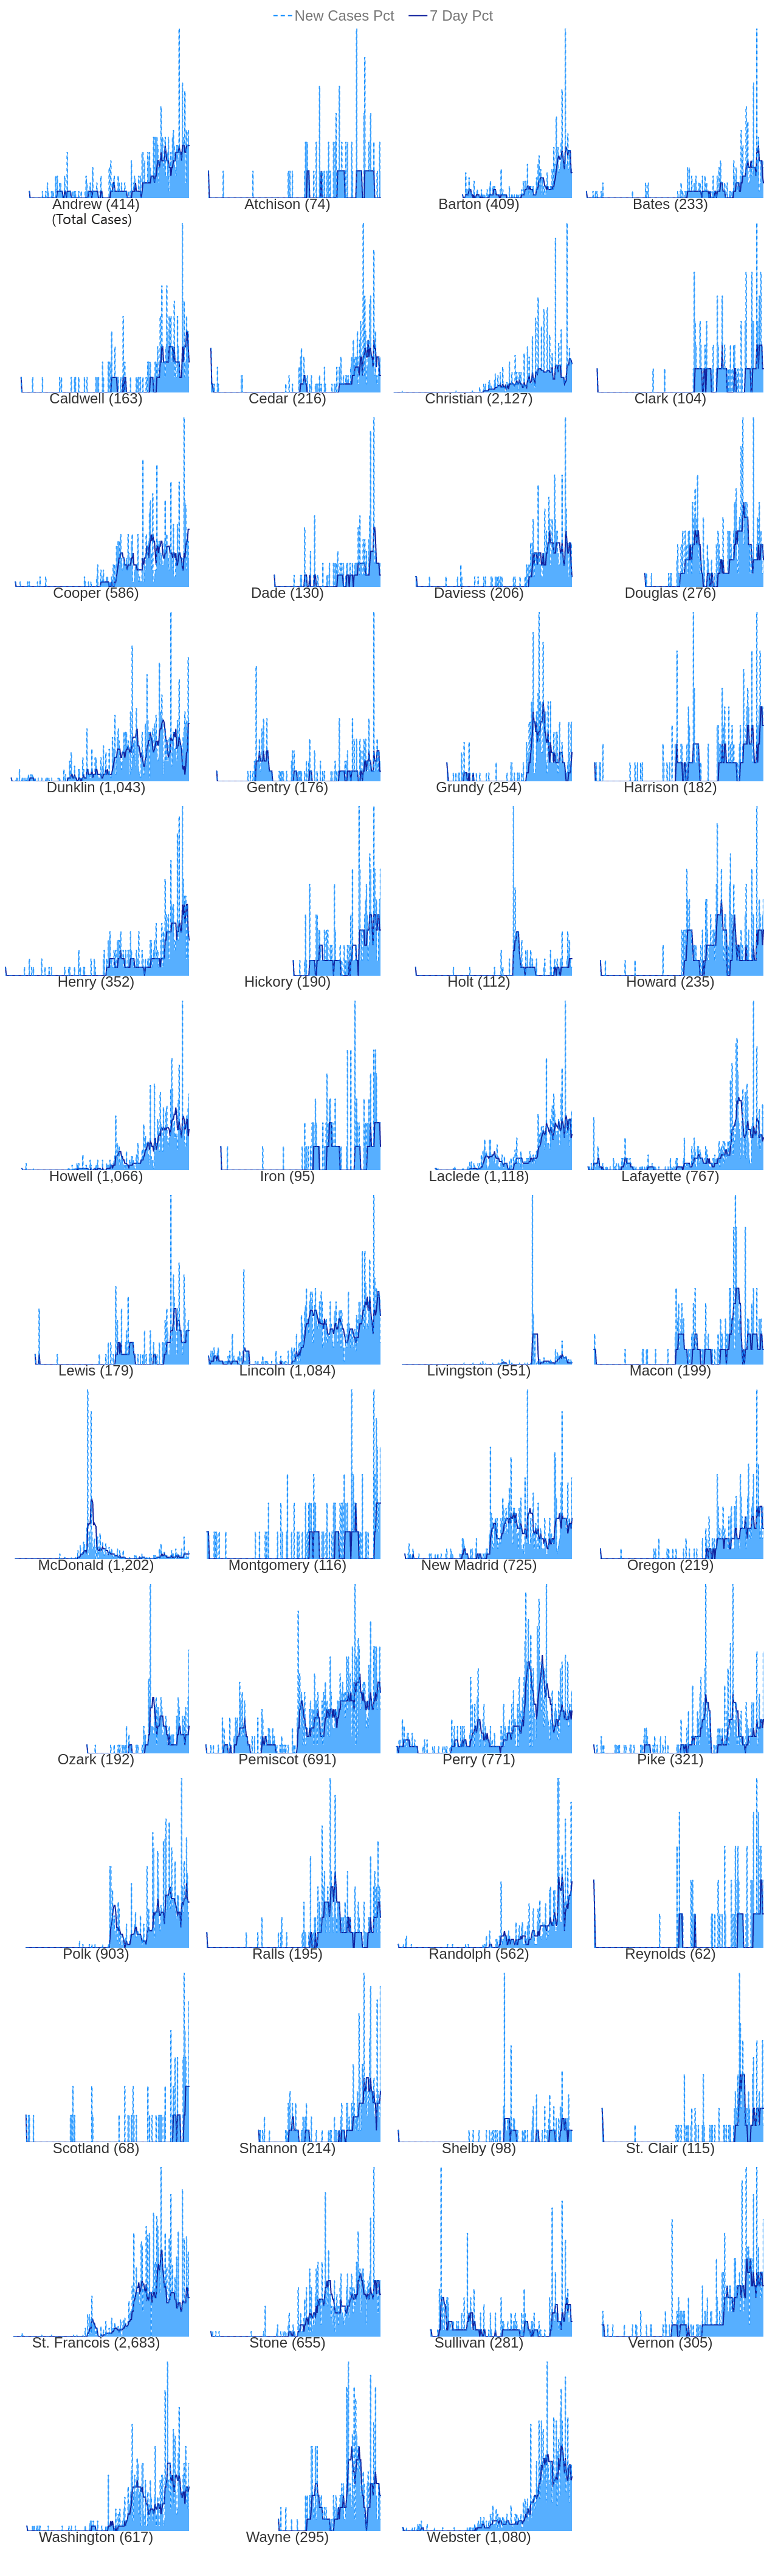 New Cases Pct 7 Day Pct
Andrew (414) Atchison (74) Barton (409) Bates (233)
(Total Cases)
Caldwell (163) Cedar (216) Christian (2,127) Clark (104)
Cooper (586) Dade (130) Daviess (206) Douglas (276)
Dunklin (1,043) Gentry (176) Grundy (254) Harrison (182)
Henry (352) Hickory (190) Holt (112) Howard (235)
Howell (1,066) Iron (95) Laclede (1,118) Lafayette (767)
Lewis (179) Lincoln (1,084) Livingston (551) Macon (199)
McDonald (1,202) Montgomery (116) New Madrid (725) Oregon (219)
Ozark (192) Pemiscot (691) Perry (771) Pike (321)
Polk (903) Ralls (195) Randolph (562) Reynolds (62)
Scotland (68) Shannon (214) Shelby (98) St. Clair (115)
St. Francois (2,683) Stone (655) Sullivan (281) Vernon (305)
Washington (617) Wayne (295) Webster (1,080)